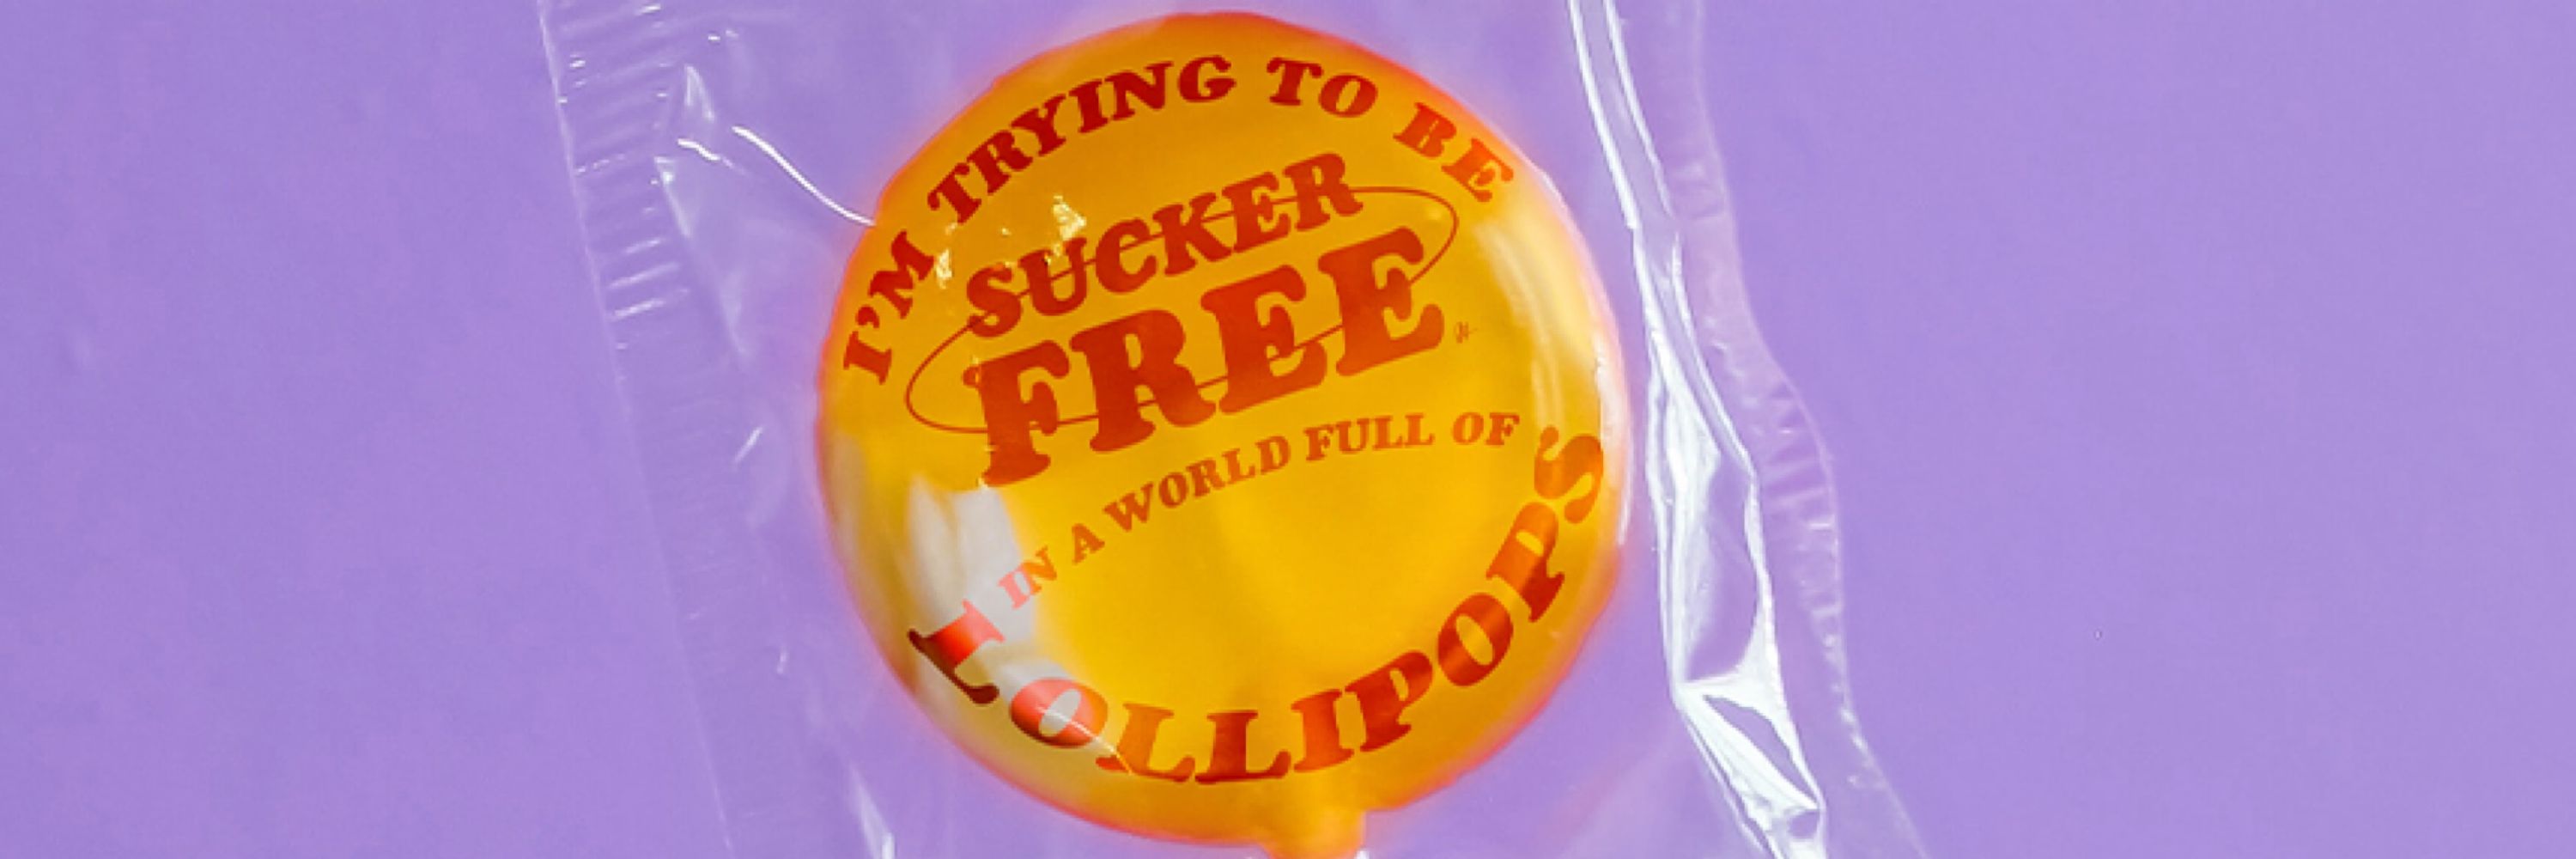 I'M TRYING TO BE
SUCKER
FREE
IN A WORLD FULL OF
LOLLIPOPS